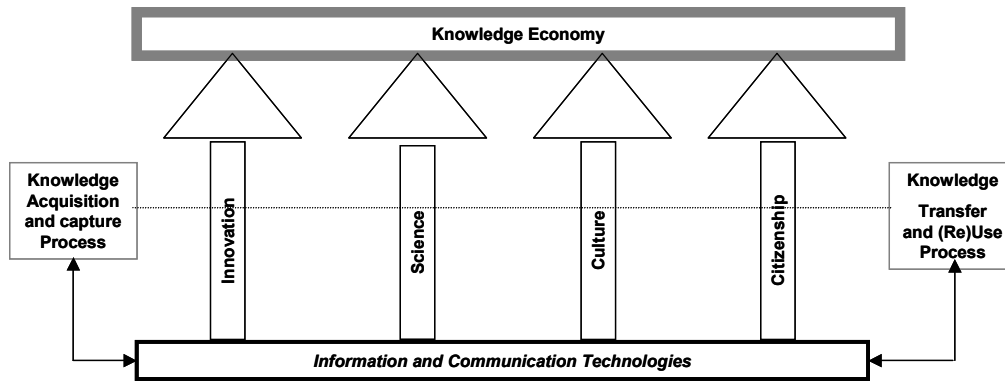 Knowledge Economy
Knowledge
Acquisition
and capture
Process
Innovation
Science
Culture
Citizenship
Knowledge
Transfer
and (Re)Use
Process
Information and Communication Technologies